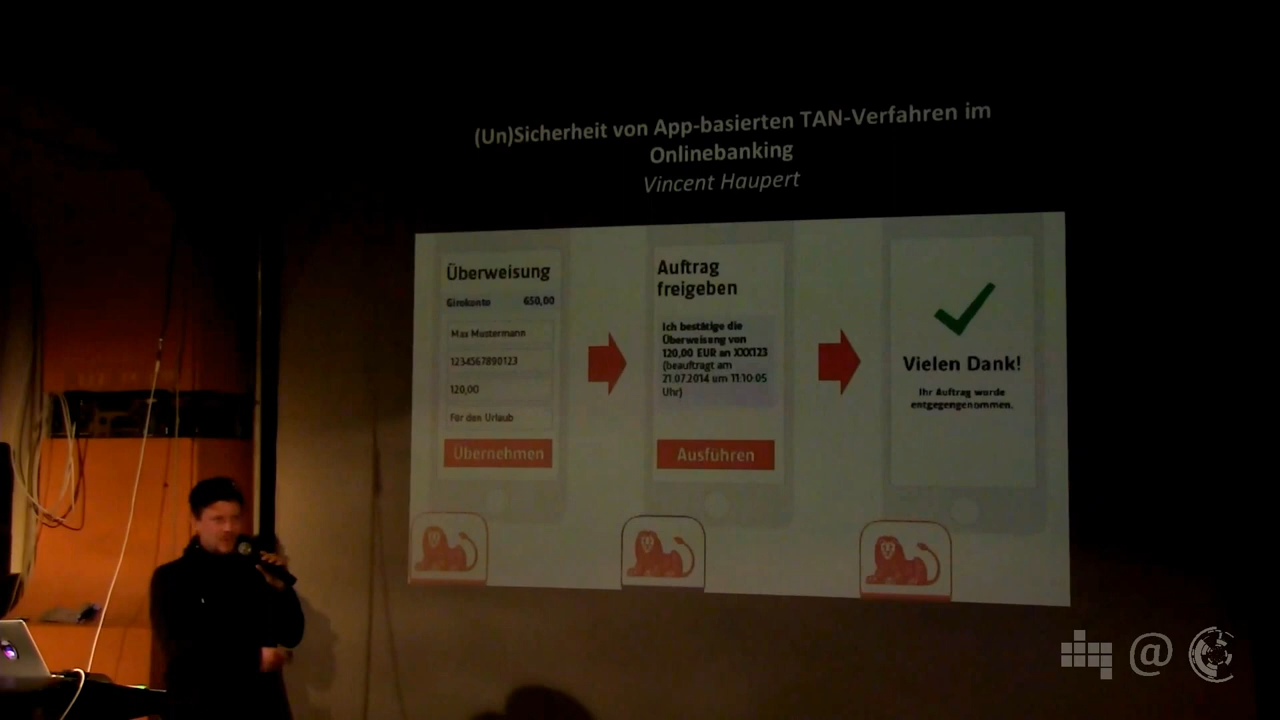 (Un)Sicherheit von App-basierten TAN-Verfahren im
Onlinebanking
Vincent Haupert
Überweisung
Girokonto 650,00
Max Mustermann
1234567890123
120,00
Für den Urlaub
Übernehmen
Auftrag
freigeben
Ich bestätige die
Überweisung von
120,00 EUR an XXX123
(beauftragt am
21.07.2014 um 11:10:05
Uhr)
Ausführen
Vielen Dank!
Ihr Auftrag wurde
entgegengenommen.
@